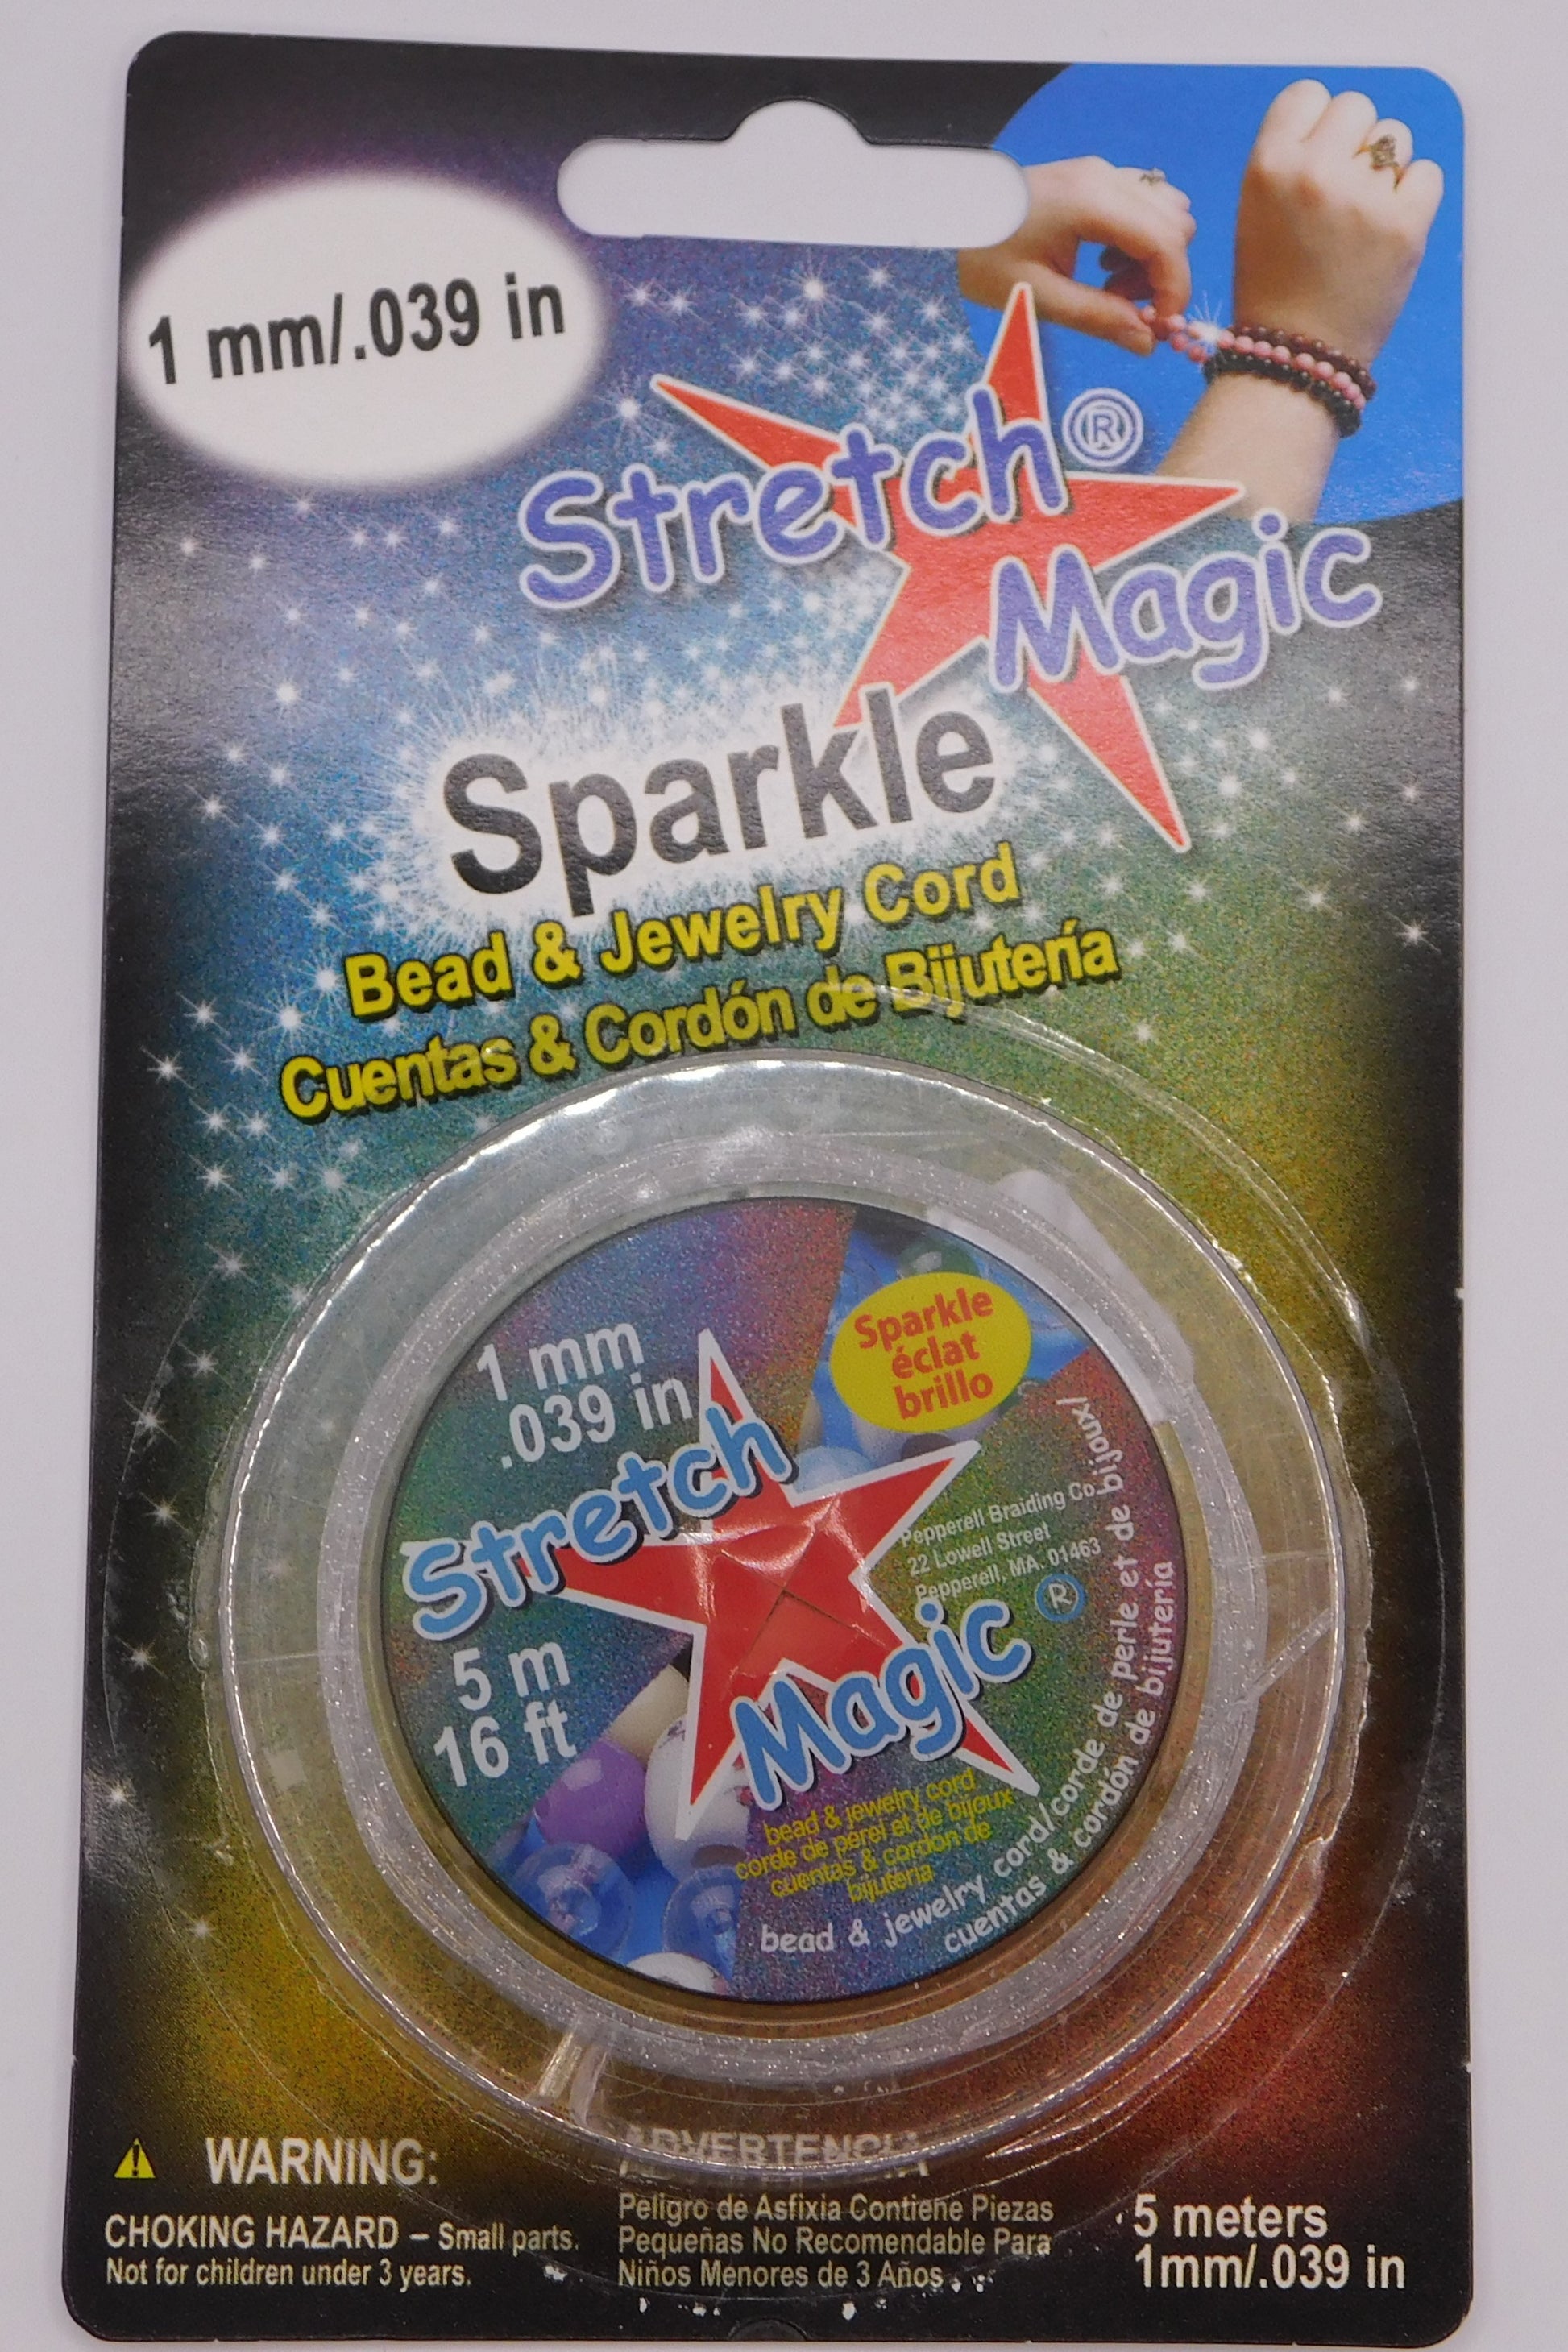 1 mm/.039 in
Stretch®
Magic
Sparkle
Bead & Jewelry Cord
Cuentas & Cordón de Bijutería
1 mm
.039 in
Sparkle
éclat
brillo
Stretch
Magic ®
Pepperell Braiding Co.
22 Lowell Street
Pepperell, MA. 01463
5 m
16 ft
bead & jewelry cord
corde de perel et de bijoux
cuentas & cordon de
bijuteria
bead & jewelry cord/corde de perle et de bijoux/
cuentas & cordón de bijutería
WARNING:
CHOKING HAZARD – Small parts.
Not for children under 3 years.
ADVERTENCIA
Peligro de Asfixia Contiene Piezas
Pequeñas No Recomendable Para
Niños Menores de 3 Años
5 meters
1mm/.039 in